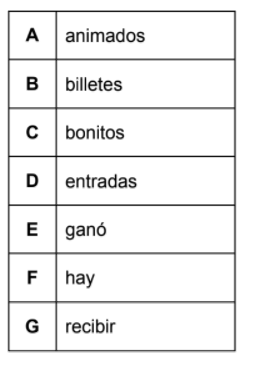 A animados
B billetes
C bonitos
D entradas
E ganó
F hay
G recibir